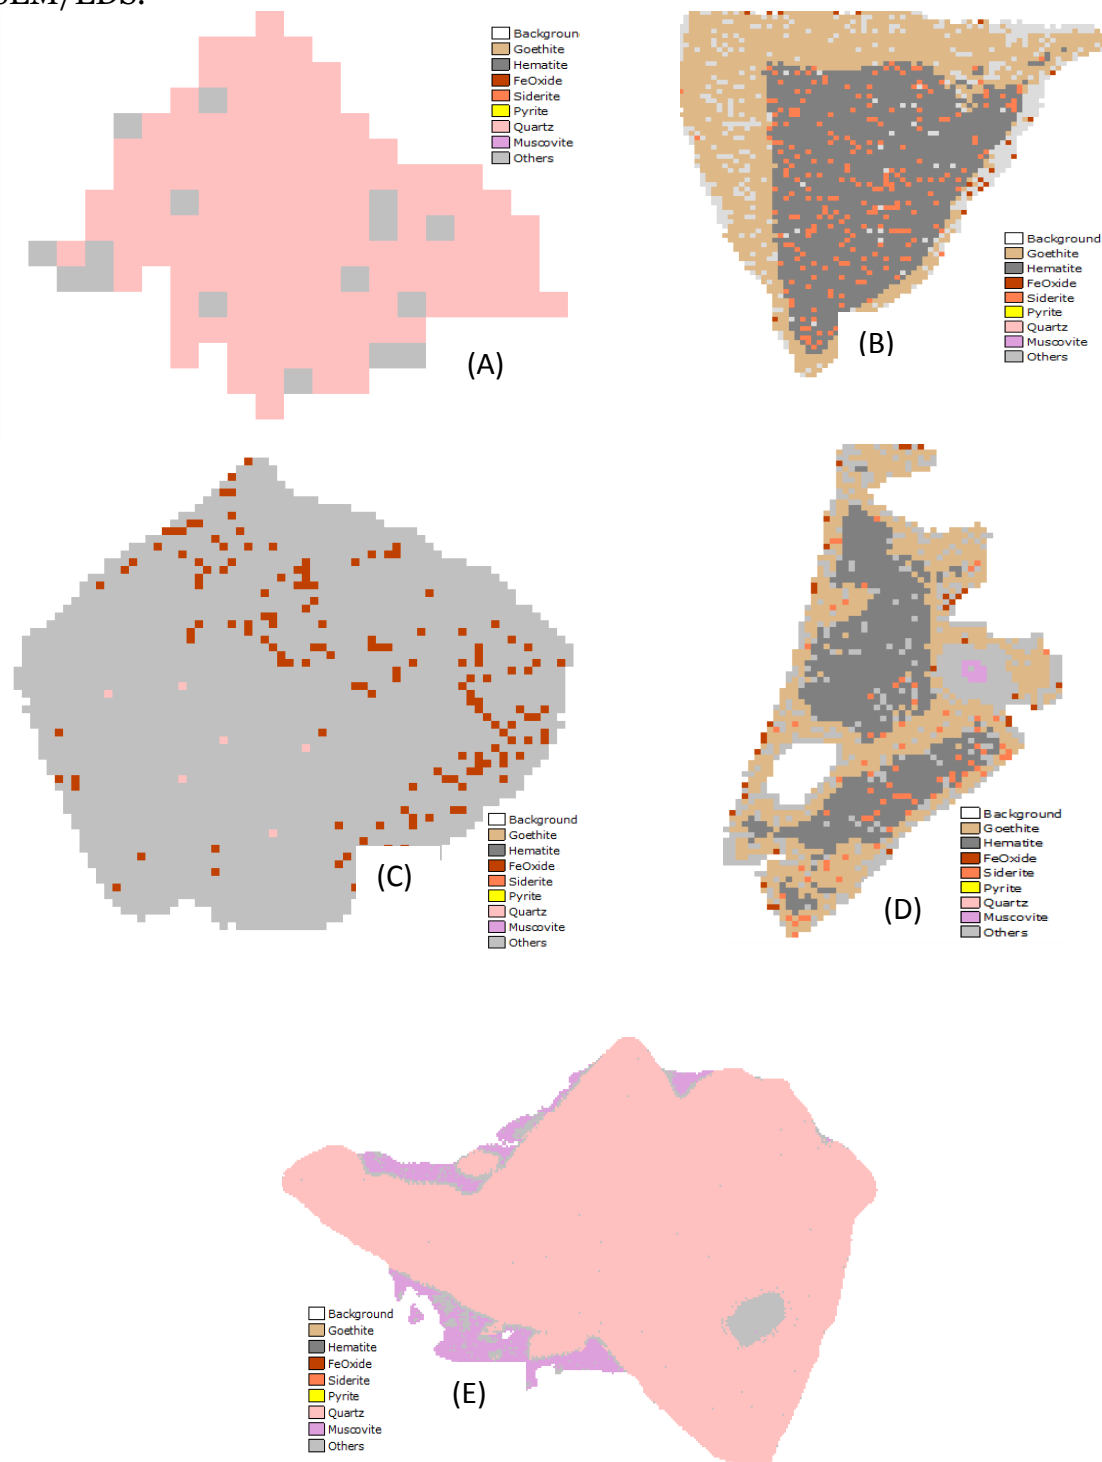 SEM/EDS.
Backgroun
Goethite
Hematite
FeOxide
Siderite
Pyrite
Quartz
Muscovite
Others
(A)
Background
Goethite
Hematite
FeOxide
Siderite
Pyrite
Quartz
Muscovite
Others
(B)
Background
Goethite
Hematite
FeOxide
Siderite
Pyrite
Quartz
Muscovite
Others
(C)
Background
Goethite
Hematite
FeOxide
Siderite
Pyrite
Quartz
Muscovite
Others
(D)
Background
Goethite
Hematite
FeOxide
Siderite
Pyrite
Quartz
Muscovite
Others
(E)